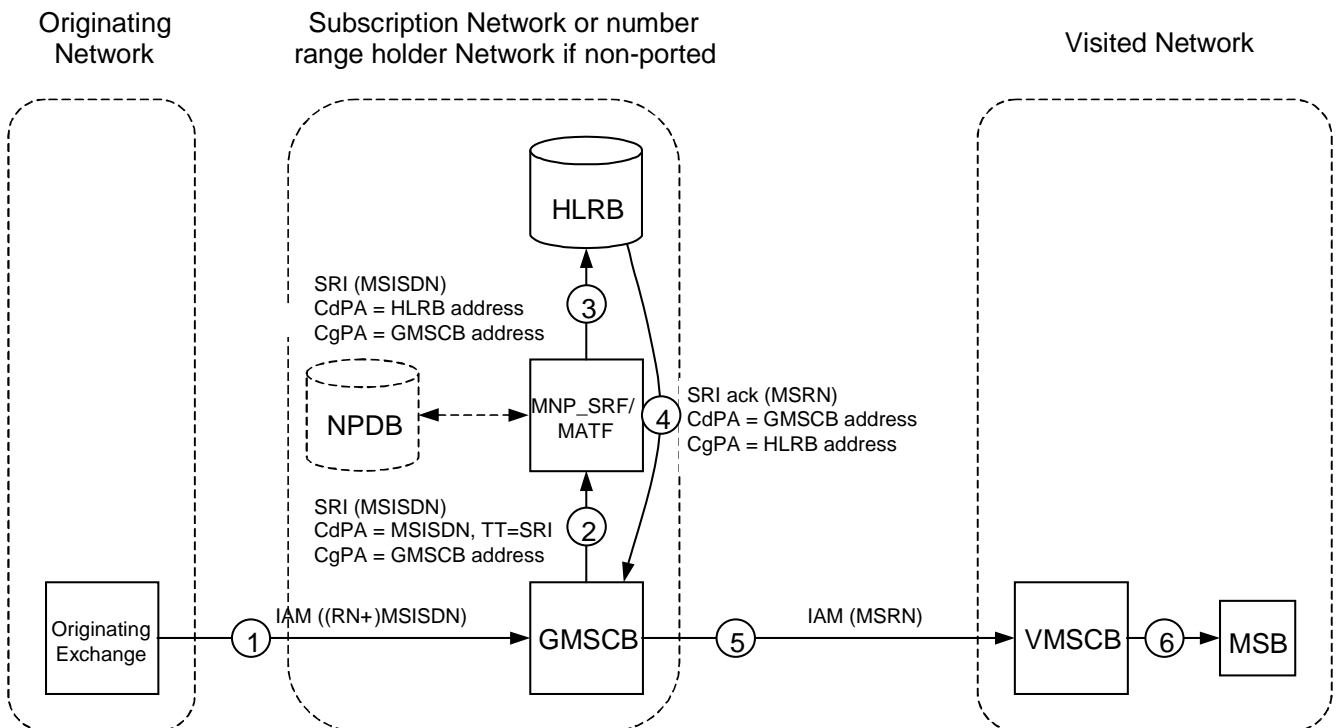 Originating
Network
Subscription Network or number
range holder Network if non-ported
Visited Network
HLRB
SRI (MSISDN)
CdPA = HLRB address
CgPA = GMSCB address
3
NPDB
MNP_SRF/
MATF
4
SRI ack (MSRN)
CdPA = GMSCB address
CgPA = HLRB address
SRI (MSISDN)
CdPA = MSISDN, TT=SRI
CgPA = GMSCB address
2
Originating
Exchange
1
IAM ((RN+)MSISDN)
GMSCB
5
IAM (MSRN)
VMSCB
6
MSB